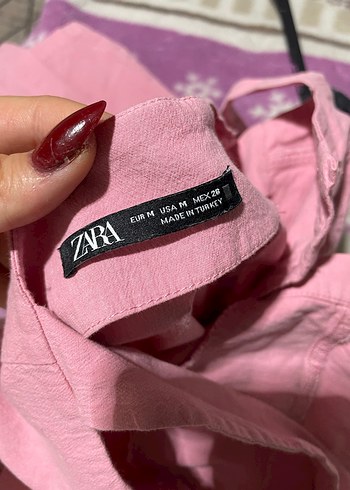 ZARA
EUR M USA M MEX 28
MADE IN TURKEY